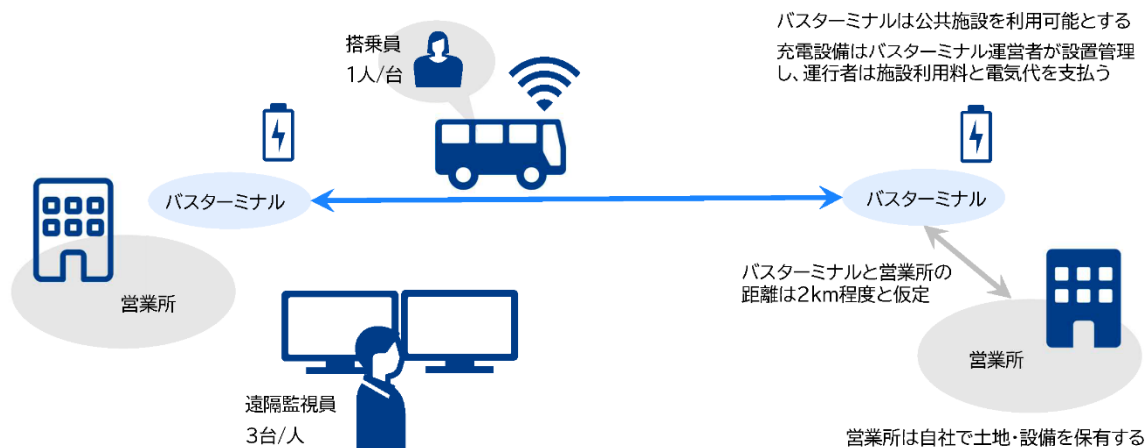 搭乗員
1人/台
バスターミナルは公共施設を利用可能とする
充電設備はバスターミナル運営者が設置管理
し、運行者は施設利用料と電気代を支払う
バスターミナル
バスターミナル
営業所
バスターミナルと営業所の
距離は2km程度と仮定
営業所
遠隔監視員
3台/人
営業所は自社で土地・設備を保有する